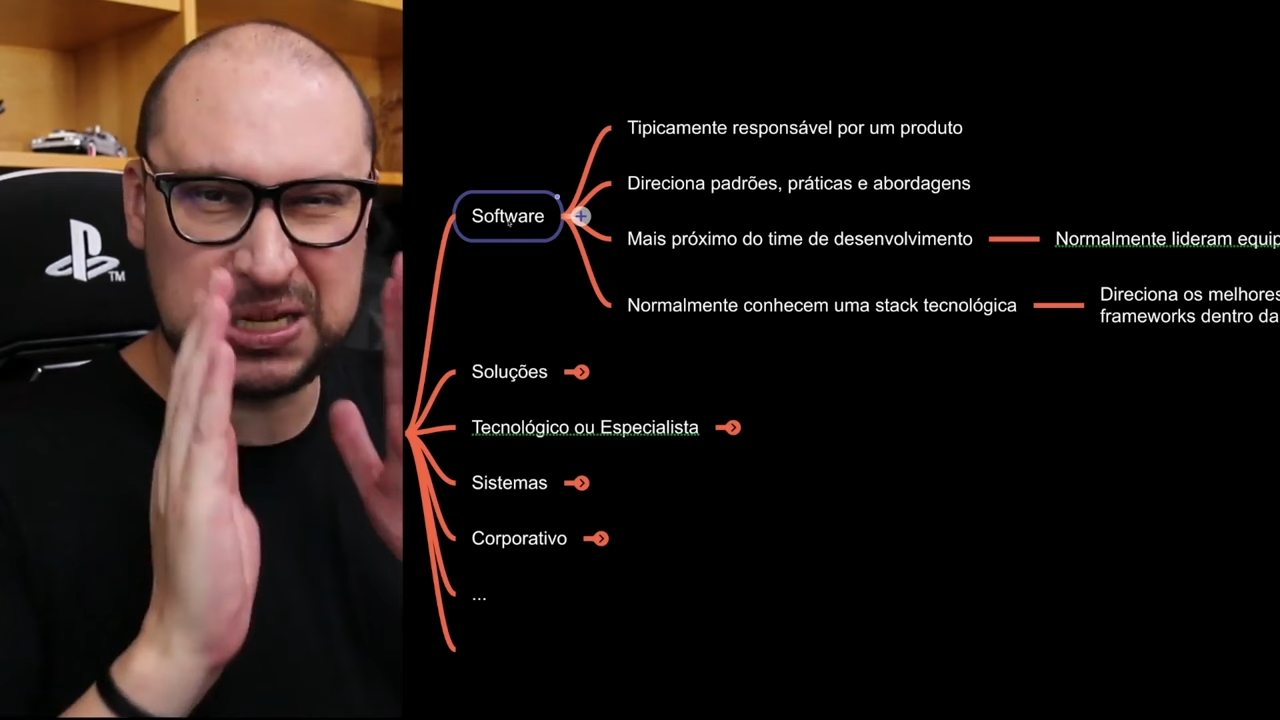 Tipicamente responsável por um produto
Direciona padrões, práticas e abordagens
Software
Mais próximo do time de desenvolvimento
Normalmente lideram equip
Normalmente conhecem uma stack tecnológica
Direciona os melhores
frameworks dentro da
Soluções
Tecnológico ou Especialista
Sistemas
Corporativo
...
TM